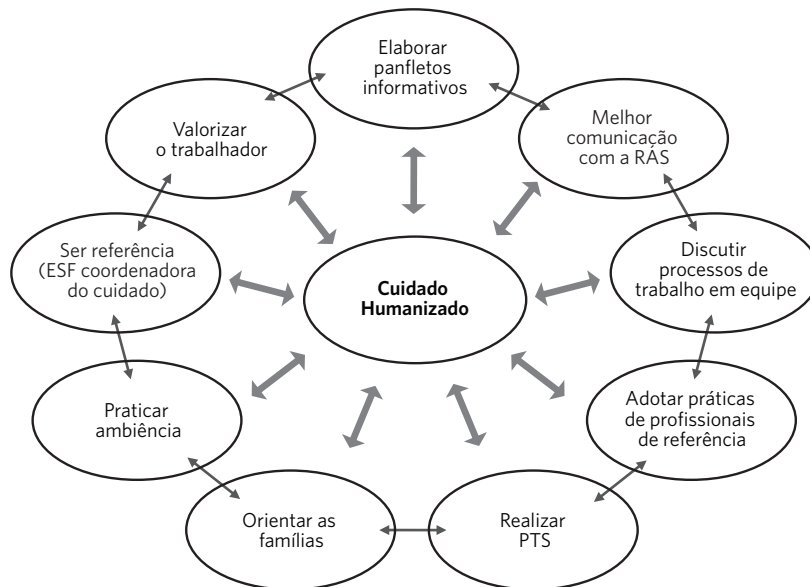 Elaborar
panfletos
informativos
Melhor
comunicação
com a RAS
Discutir
processos de
trabalho em equipe
Adotar práticas
de profissionais
de referência
Realizar
PTS
Orientar as
famílias
Praticar
ambiência
Ser referência
(ESF coordenadora
do cuidado)
Valorizar
o trabalhador
Cuidado
Humanizado